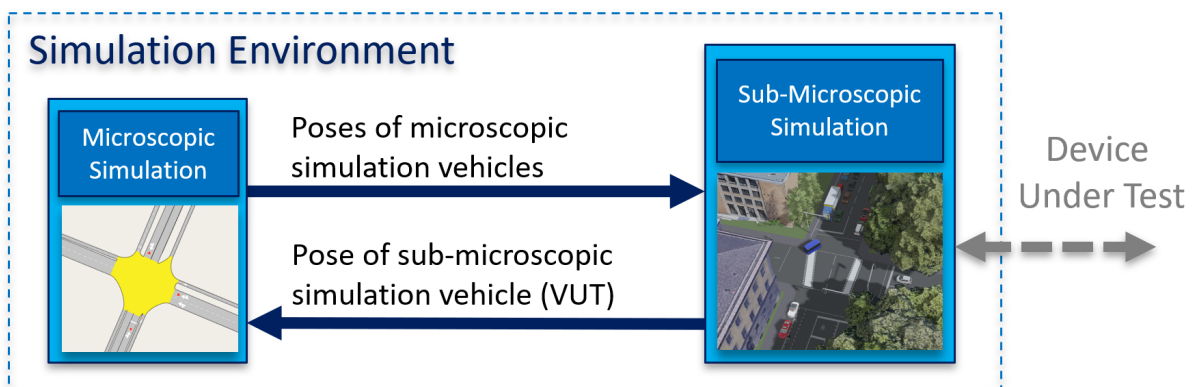 Simulation Environment
Microscopic
Simulation
Poses of microscopic
simulation vehicles
Pose of sub-microscopic
simulation vehicle (VUT)
Sub-Microscopic
Simulation
Device
Under Test